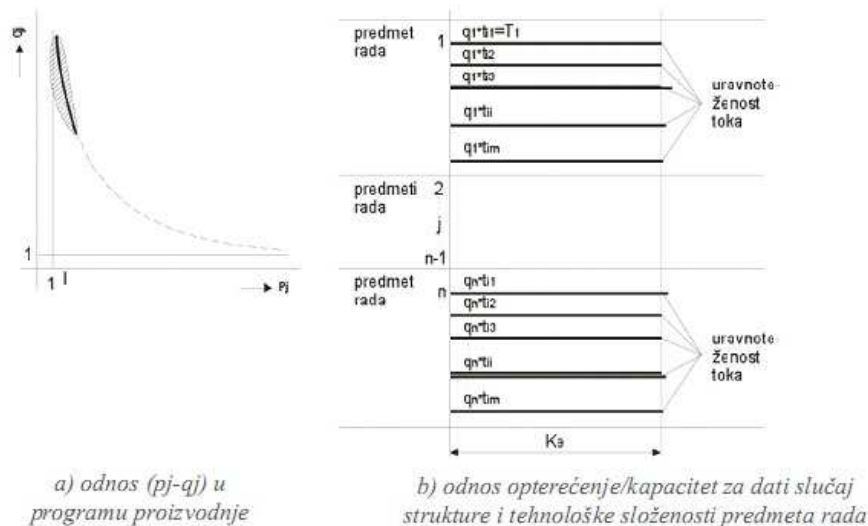 qj
1
1
Pj
a) odnos (pj-qj) u
programu proizvodnje
predmet
rada
1
q1*ti1=T1
q1*ti2
q1*ti3
q1*tii
q1*tim
uravnote-
ženost
toka
predmeti
rada
2
j
n-1
predmet
rada
n
qn*ti1
qn*ti2
qn*ti3
qn*tii
qn*tim
uravnote-
ženost
toka
b) odnos opterećenje/kapacitet za dati slučaj
strukture i tehnološke složenosti predmeta rada